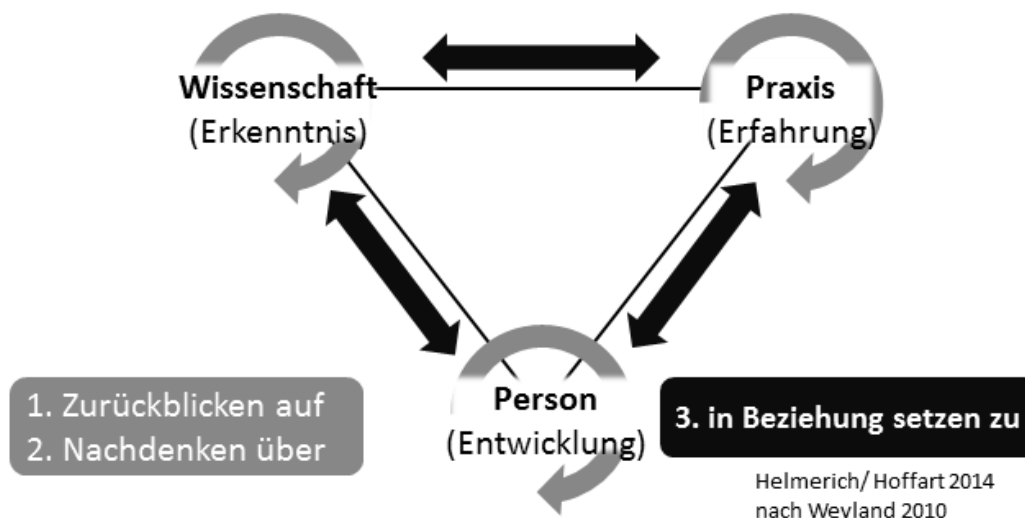 Wissenschaft
(Erkenntnis)
Praxis
(Erfahrung)
Person
(Entwicklung)
1. Zurückblicken auf
2. Nachdenken über
3. in Beziehung setzen zu
Helmerich/ Hoffart 2014
nach Weyland 2010